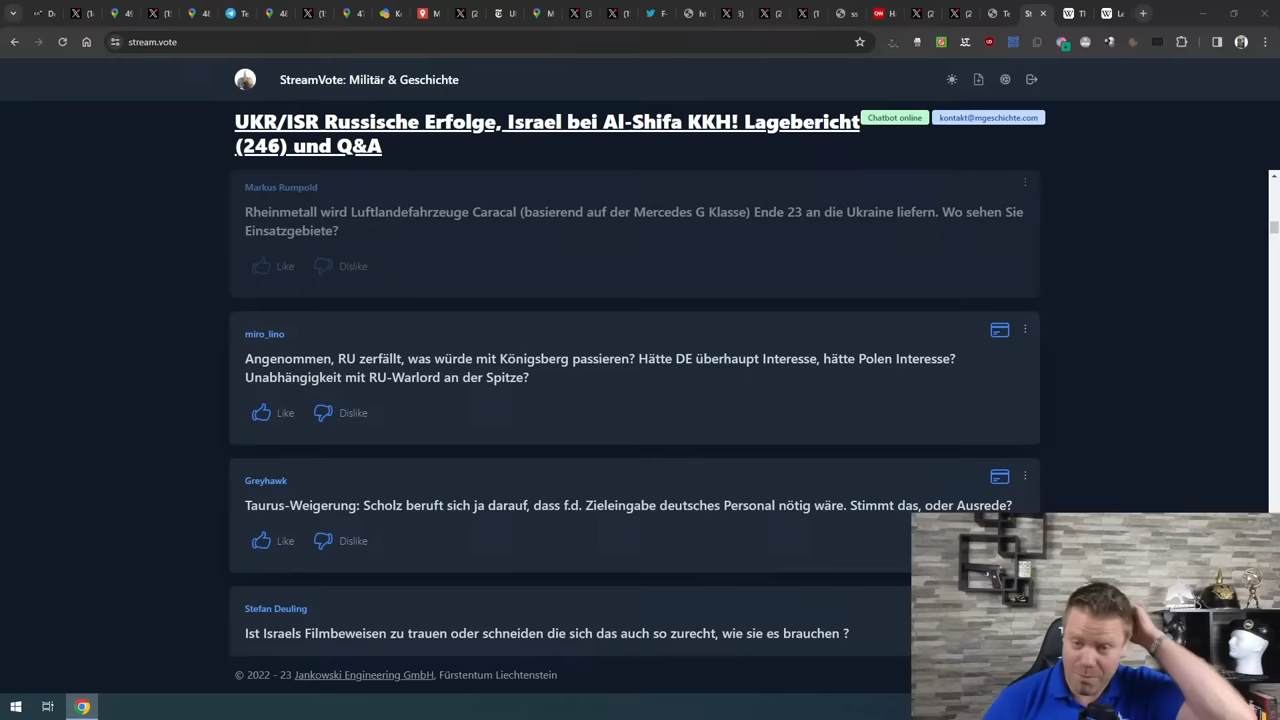 stream.vote
StreamVote: Militär & Geschichte
UKR/ISR Russische Erfolge, Israel bei Al-Shifa KKH! Lagebericht
(246) und Q&A
Chatbot online
kontakt@mgeschichte.com
Markus Rumpold
Rheinmetall wird Luftlandefahrzeuge Caracal (basierend auf der Mercedes G Klasse) Ende 23 an die Ukraine liefern. Wo sehen Sie
Einsatzgebiete?
Like Dislike
miro_lino
Angenommen, RU zerfällt, was würde mit Königsberg passieren? Hätte DE überhaupt Interesse, hätte Polen Interesse?
Unabhängigkeit mit RU-Warlord an der Spitze?
Like Dislike
Greyhawk
Taurus-Weigerung: Scholz beruft sich ja darauf, dass f.d. Zieleingabe deutsches Personal nötig wäre. Stimmt das, oder Ausrede?
Like Dislike
Stefan Deuling
Ist Israels Filmbeweisen zu trauen oder schneiden die sich das auch so zurecht, wie sie es brauchen ?
© 2022 - 23 Jankowski Engineering GmbH, Fürstentum Liechtenstein